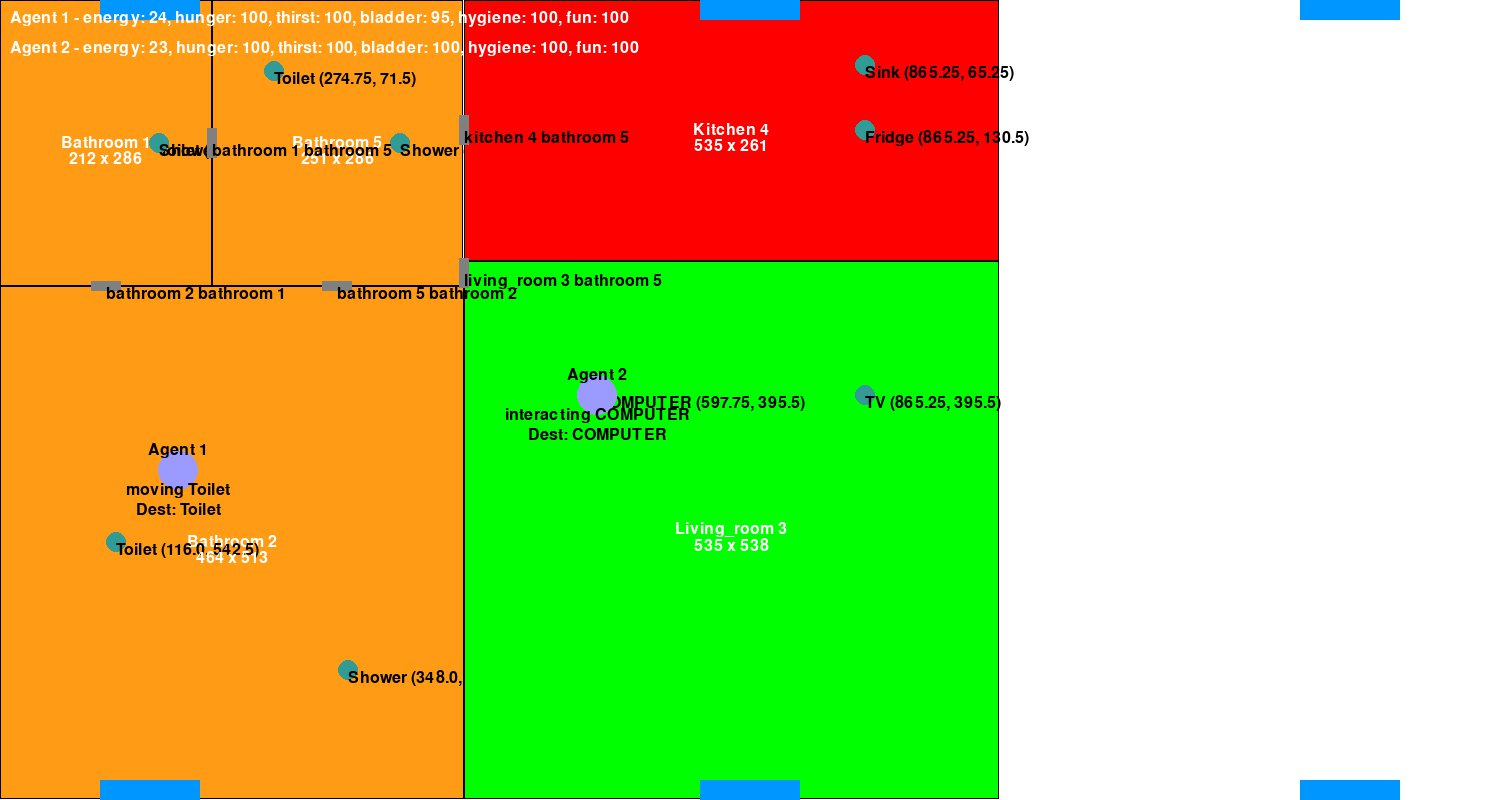 Agent 1 - energy: 24, hunger: 100, thirst: 100, bladder: 95, hygiene: 100, fun: 100
Agent 2 - energy: 23, hunger: 100, thirst: 100, bladder: 100, hygiene: 100, fun: 100
Toilet (274.75, 71.5)
Sink (865.25, 65.25)
Bathroom 1
212 x 286
bathroom 1 bathroom 5
Bathroom 5
251 x 286
Shower
kitchen 4 bathroom 5
Kitchen 4
535 x 261
Fridge (865.25, 130.5)
living_room 3 bathroom 5
bathroom 2 bathroom 1
bathroom 5 bathroom 2
Agent 2
COMPUTER (597.75, 395.5)
interacting COMPUTER
Dest: COMPUTER
TV (865.25, 395.5)
Agent 1
moving Toilet
Dest: Toilet
Toilet (116.0, 542.5)
Bathroom 2
464 x 513
Living_room 3
535 x 538
Shower (348.0,